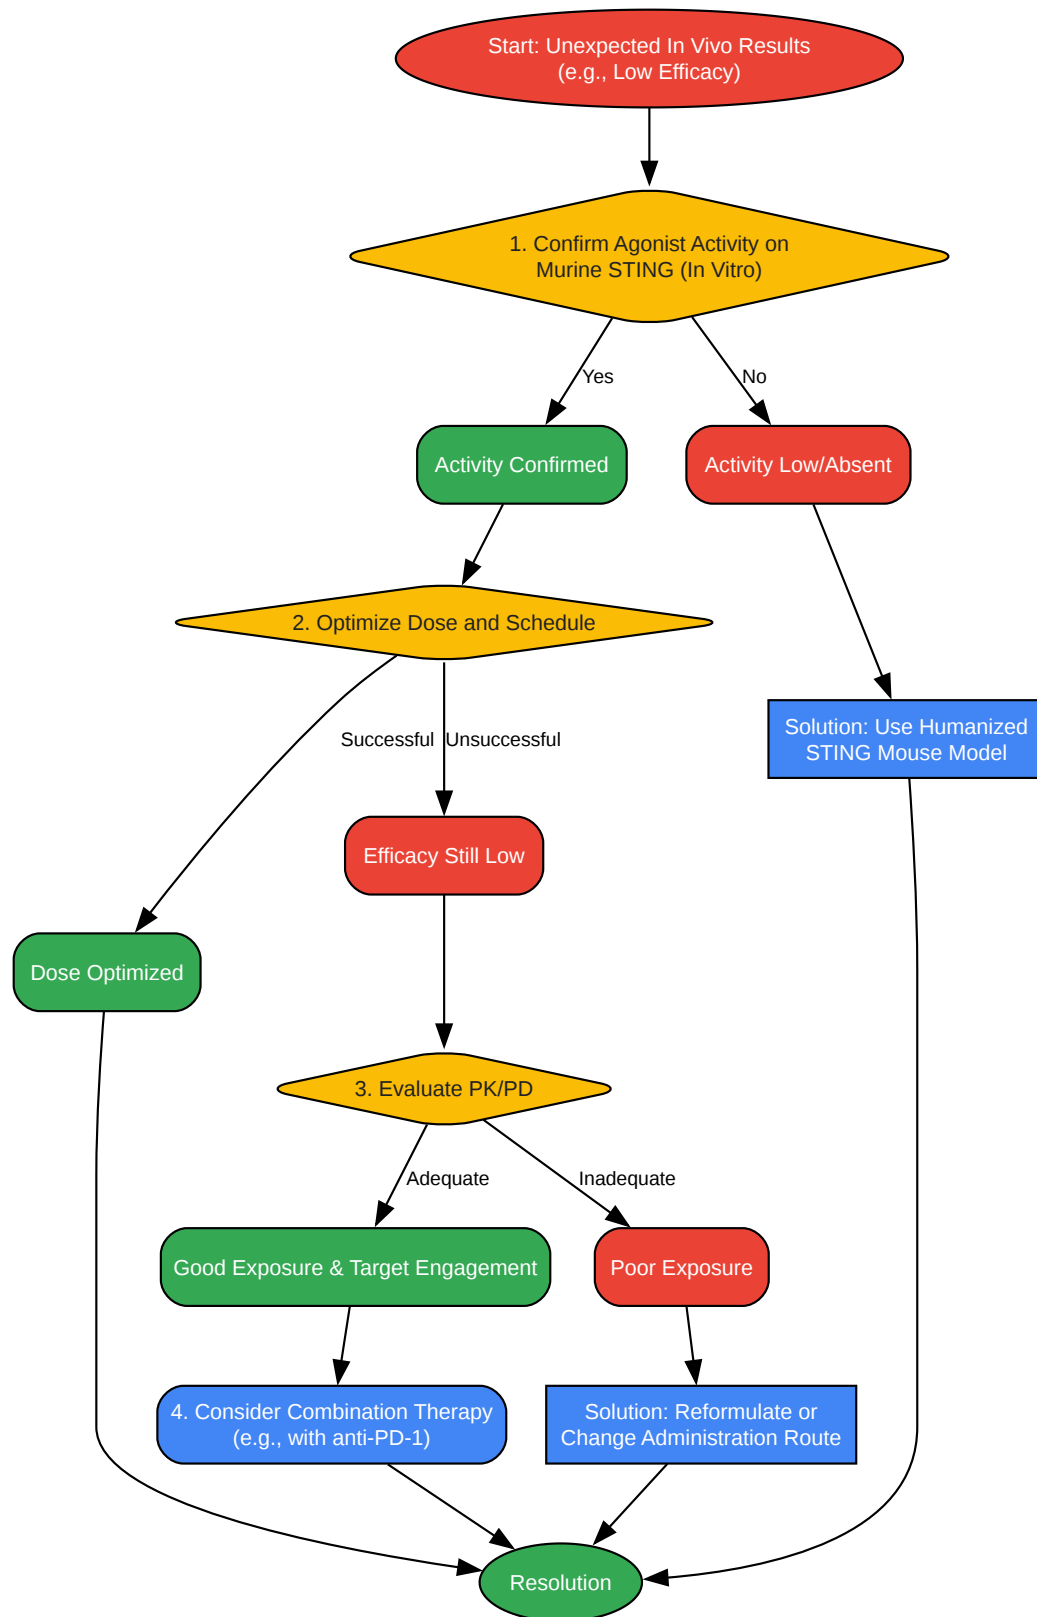 Start: Unexpected In Vivo Results
(e.g., Low Efficacy)
1. Confirm Agonist Activity on
Murine STING (In Vitro)
Yes
No
Activity Confirmed
Activity Low/Absent
2. Optimize Dose and Schedule
Solution: Use Humanized
STING Mouse Model
Successful
Unsuccessful
Efficacy Still Low
Dose Optimized
3. Evaluate PK/PD
Adequate
Inadequate
Good Exposure & Target Engagement
Poor Exposure
4. Consider Combination Therapy
(e.g., with anti-PD-1)
Solution: Reformulate or
Change Administration Route
Resolution